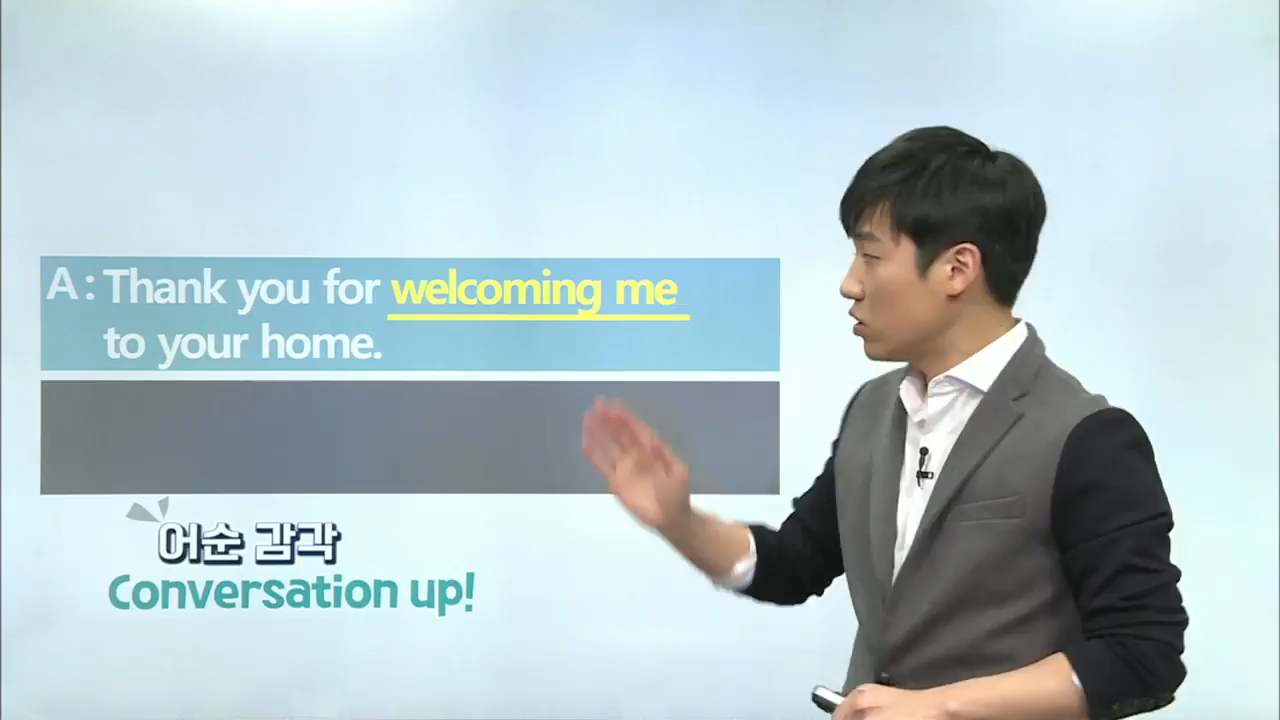 A: Thank you for welcoming me
to your home.
어순 감각
Conversation up!